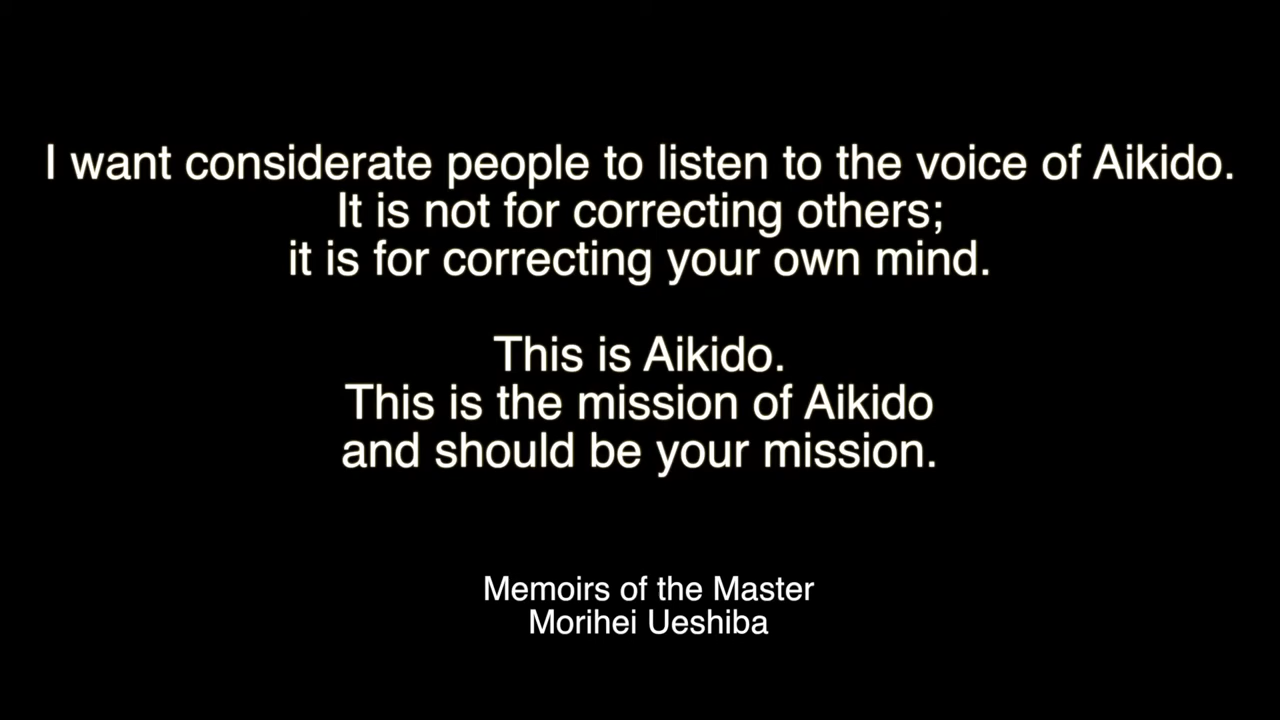 I want considerate people to listen to the voice of Aikido.
It is not for correcting others;
it is for correcting your own mind.
This is Aikido.
This is the mission of Aikido
and should be your mission.
Memoirs of the Master
Morihei Ueshiba